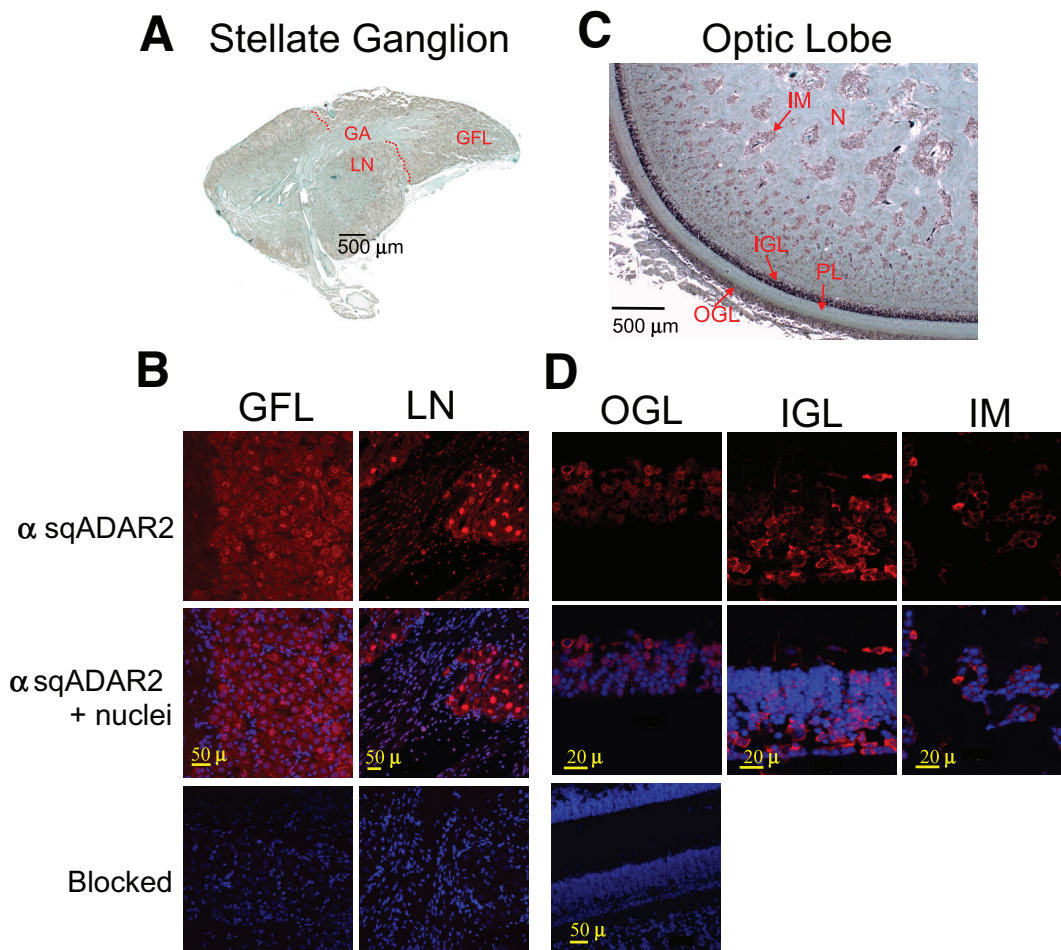 A Stellate Ganglion
GA
GFL
LN
500 μm
C Optic Lobe
IM
N
IGL
PL
OGL
500 μm
B
GFL
LN
α sqADAR2
α sqADAR2
+ nuclei
50 μ
50 μ
Blocked
D
OGL
IGL
IM
20 μ
20 μ
20 μ
50 μ